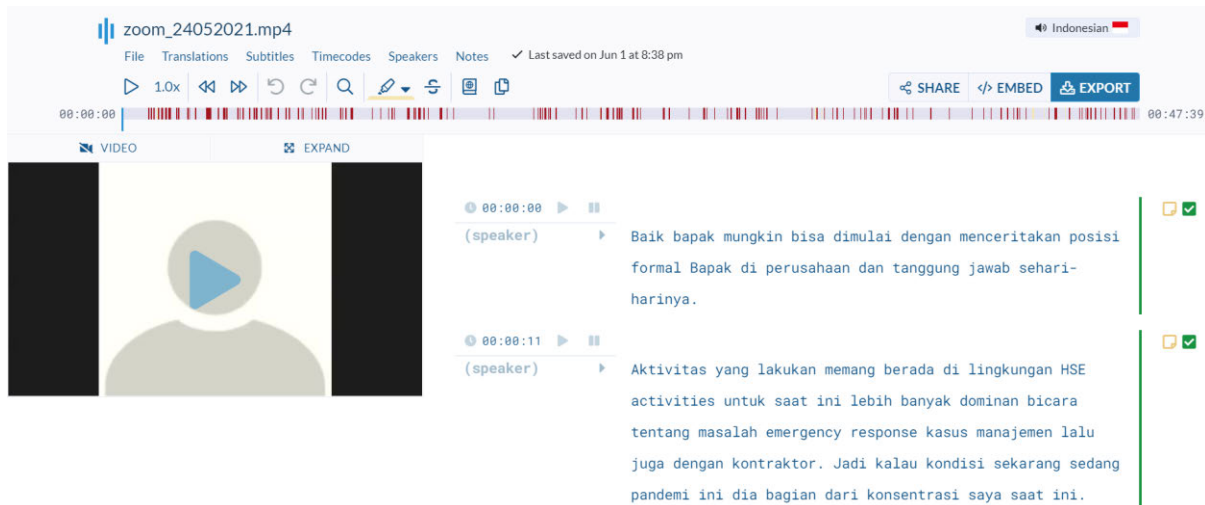 zoom_24052021.mp4
Indonesian
File Translations Subtitles Timecodes Speakers Notes ✓ Last saved on Jun 1 at 8:38 pm
1.0x SHARE </> EMBED EXPORT
00:00:00 00:47:39
VIDEO EXPAND
00:00:00
(speaker) Baik bapak mungkin bisa dimulai dengan menceritakan posisi
formal Bapak di perusahaan dan tanggung jawab sehari-
harinya.
00:00:11
(speaker) Aktivitas yang lakukan memang berada di lingkungan HSE
activities untuk saat ini lebih banyak dominan bicara
tentang masalah emergency response kasus manajemen lalu
juga dengan kontraktor. Jadi kalau kondisi sekarang sedang
pandemi ini dia bagian dari konsentrasi saya saat ini.